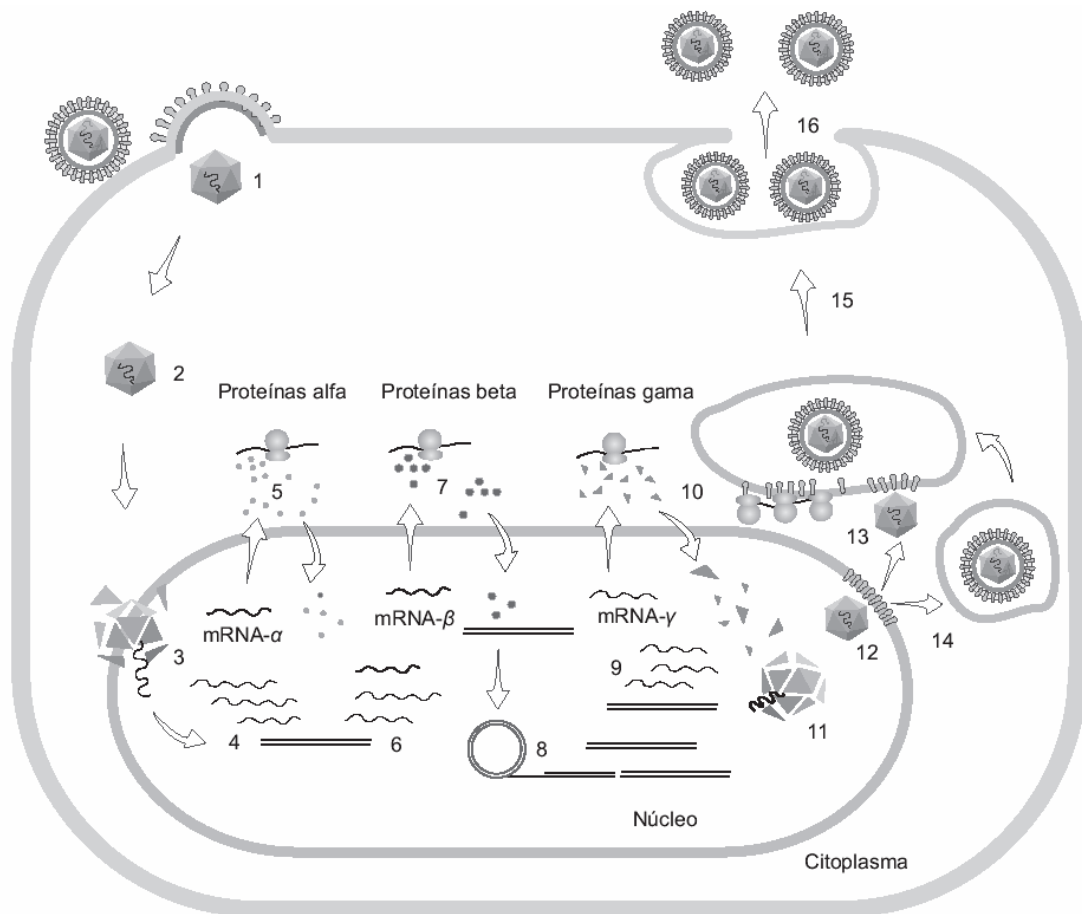 16
1
15
2
Proteínas alfa
Proteínas beta
Proteínas gama
5
7
10
13
mRNA-α
mRNA-β
mRNA-γ
3
12
14
9
4
6
8
11
Núcleo
Citoplasma